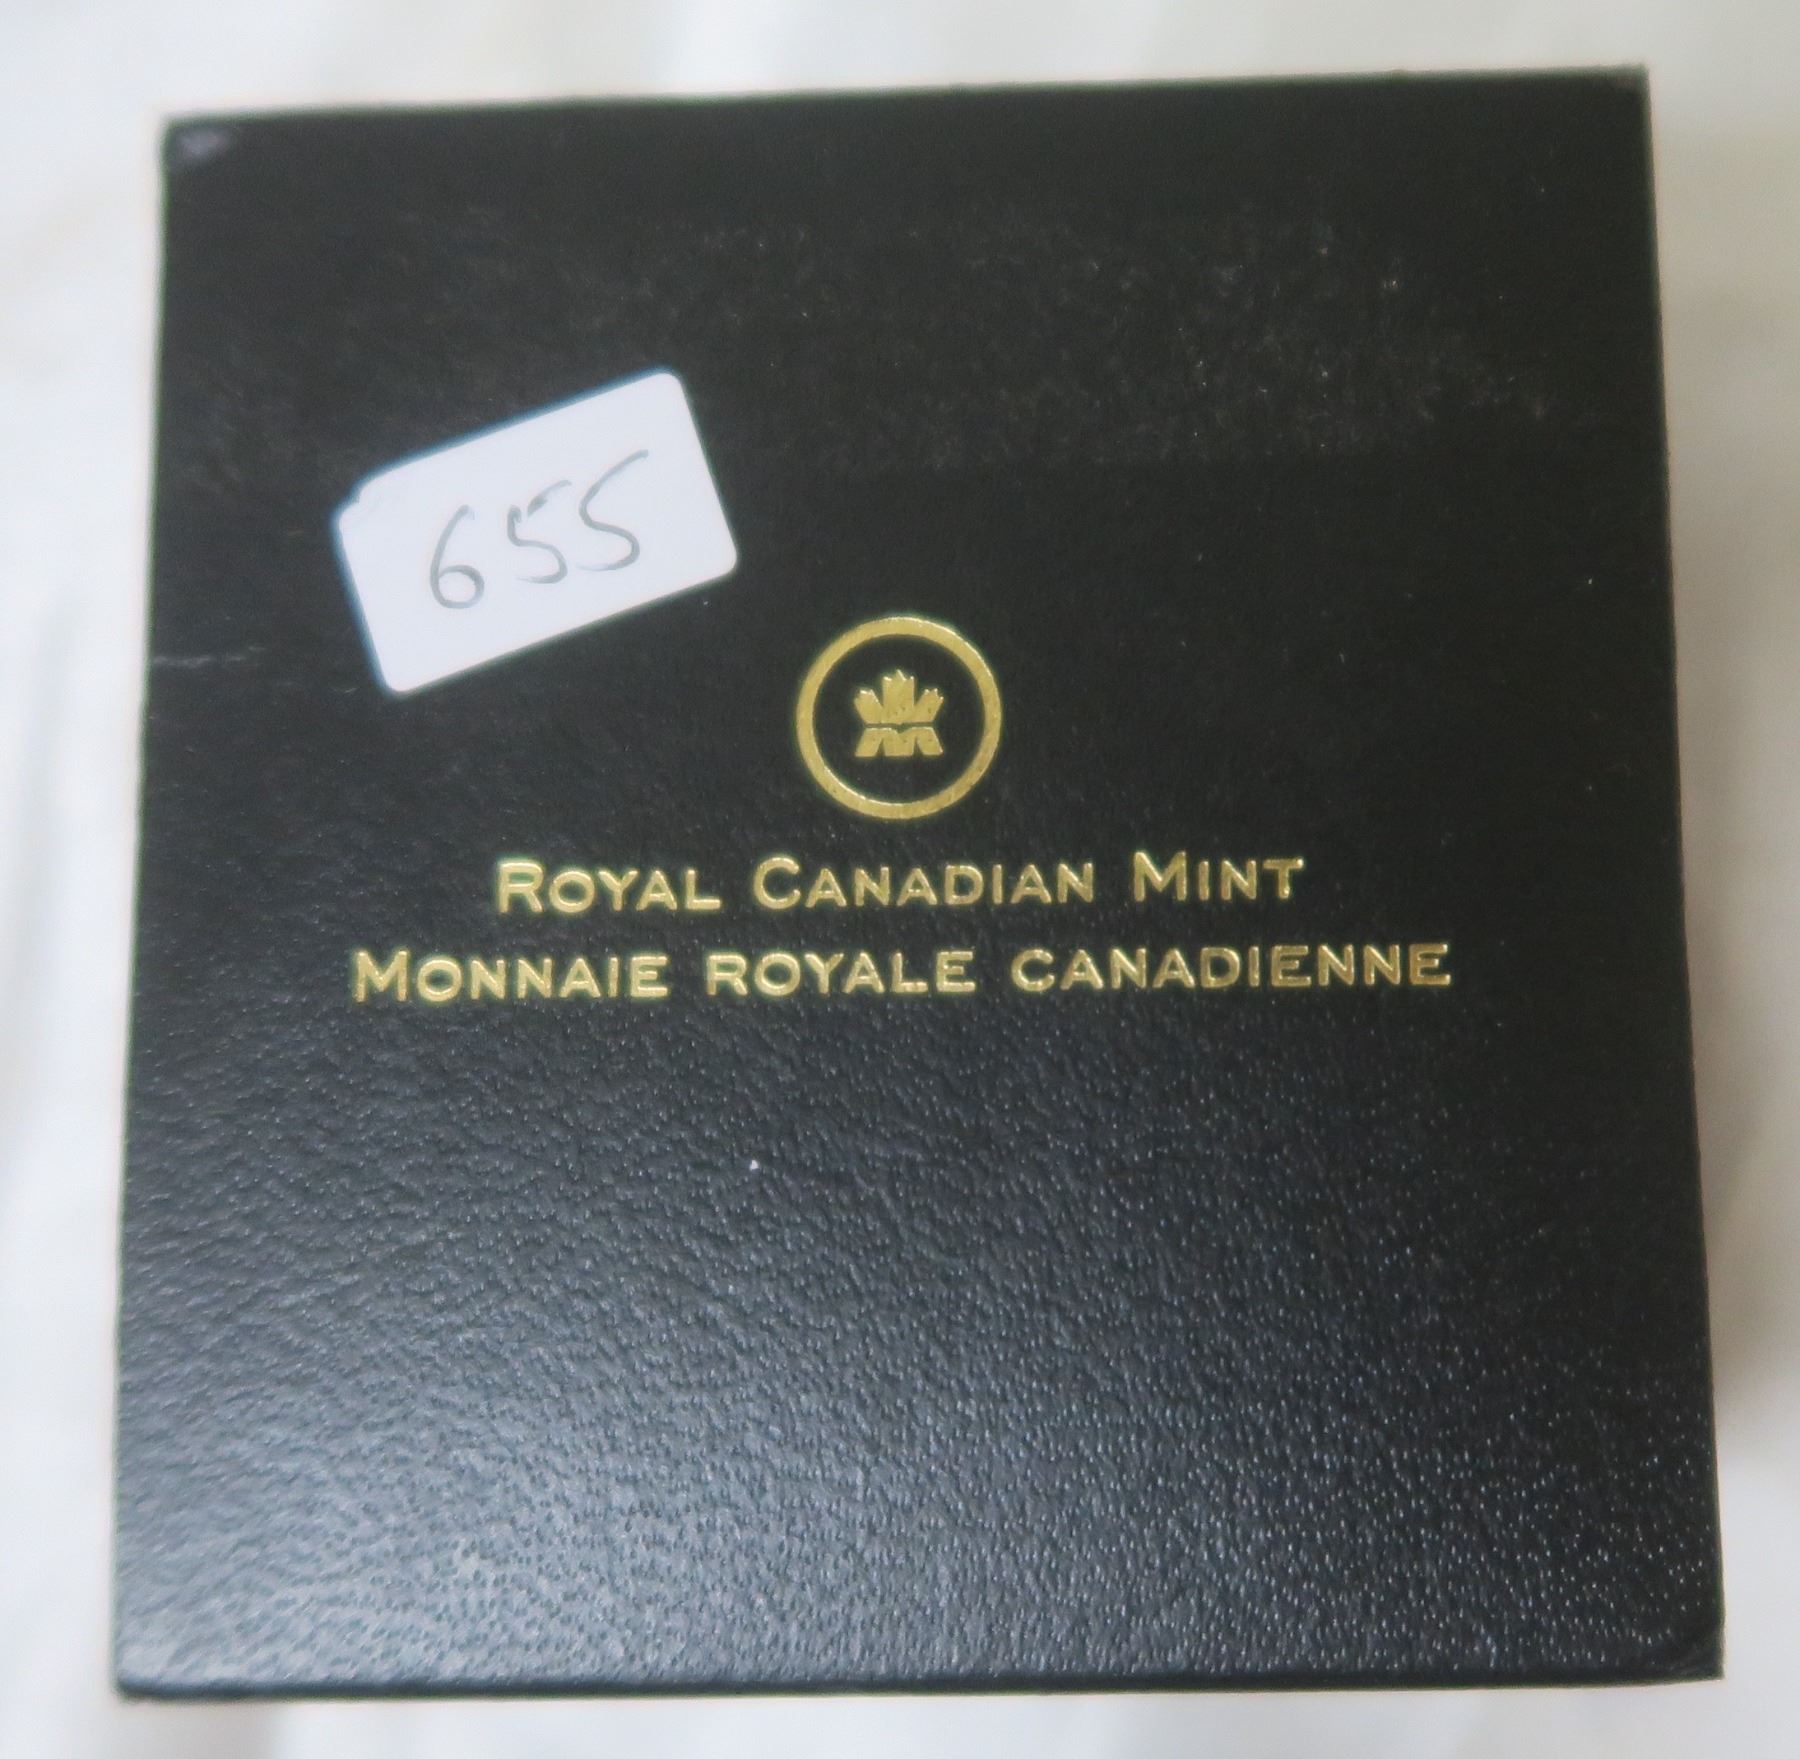 655
ROYAL CANADIAN MINT
MONNAIE ROYALE CANADIENNE